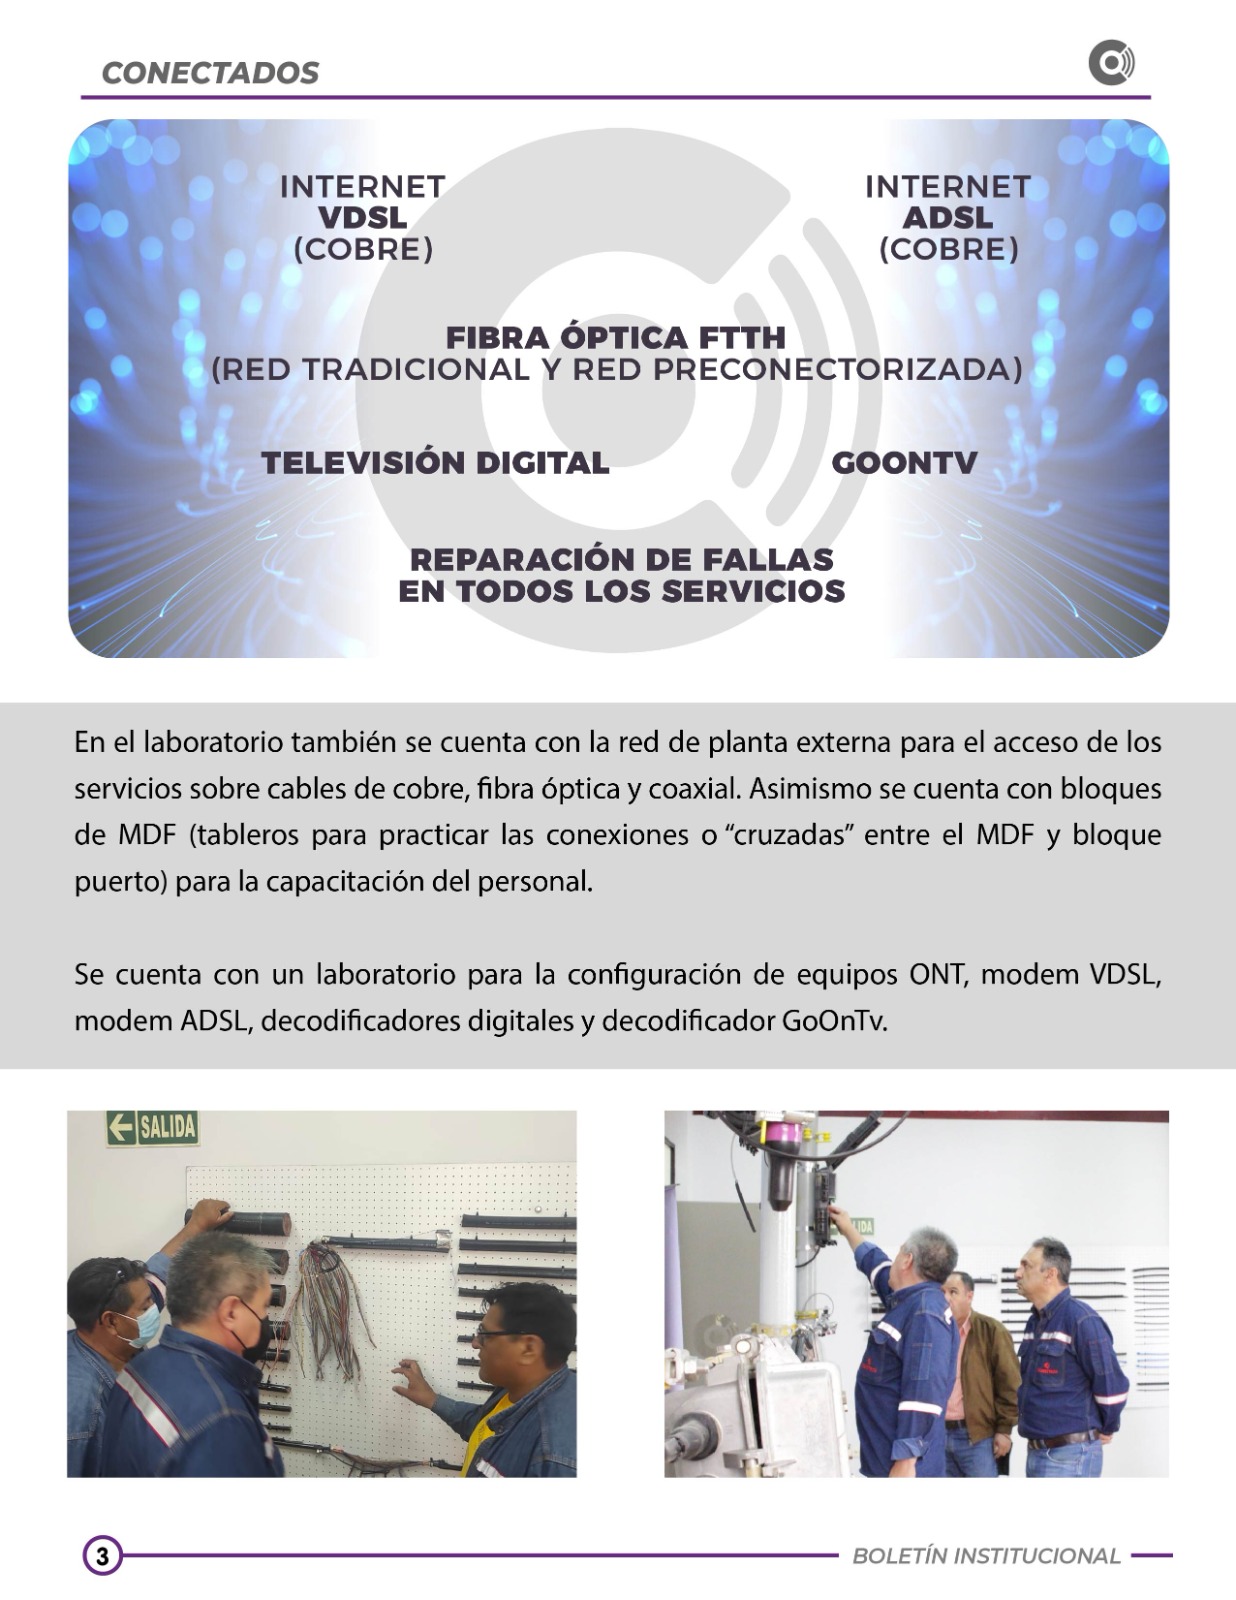 CONECTADOS
INTERNET
VDSL
(COBRE)
INTERNET
ADSL
(COBRE)
FIBRA ÓPTICA FTTH
(RED TRADICIONAL Y RED PRECONECTORIZADA)
TELEVISIÓN DIGITAL
GOONTV
REPARACIÓN DE FALLAS
EN TODOS LOS SERVICIOS
En el laboratorio también se cuenta con la red de planta externa para el acceso de los
servicios sobre cables de cobre, fibra óptica y coaxial. Asimismo se cuenta con bloques
de MDF (tableros para practicar las conexiones o “cruzadas” entre el MDF y bloque
puerto) para la capacitación del personal.
Se cuenta con un laboratorio para la configuración de equipos ONT, modem VDSL,
modem ADSL, decodificadores digitales y decodificador GoOnTv.
SALIDA
3
BOLETÍN INSTITUCIONAL